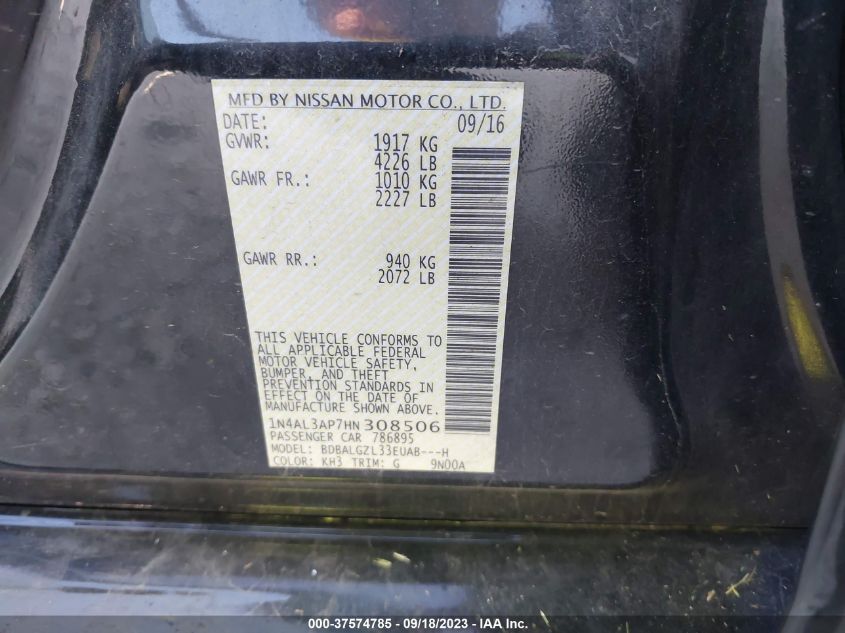 MFD BY NISSAN MOTOR CO., LTD.
DATE: 09/16
GVWR: 1917 KG
4226 LB
GAWR FR.: 1010 KG
2227 LB
GAWR RR.: 940 KG
2072 LB
THIS VEHICLE CONFORMS TO
ALL APPLICABLE FEDERAL
MOTOR VEHICLE SAFETY,
BUMPER, AND THEFT
PREVENTION STANDARDS IN
EFFECT ON THE DATE OF
MANUFACTURE SHOWN ABOVE.
1N4AL3AP7HN 308506
PASSENGER CAR 786895
MODEL: BDBALGZL33EUAB---H
COLOR: KH3 TRIM: G 9N00A
000-37574785 - 09/18/2023 - © IAA Inc.